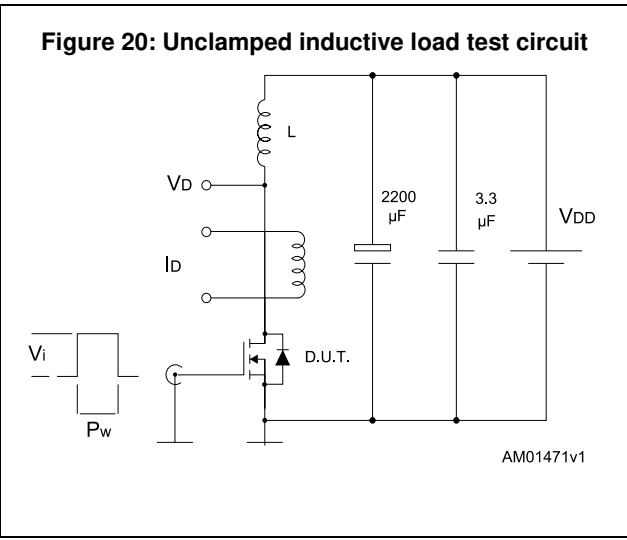 Figure 20: Unclamped inductive load test circuit
L
VD
2200
µF
3.3
µF
VDD
ID
Vi
D.U.T.
Pw
AM01471v1